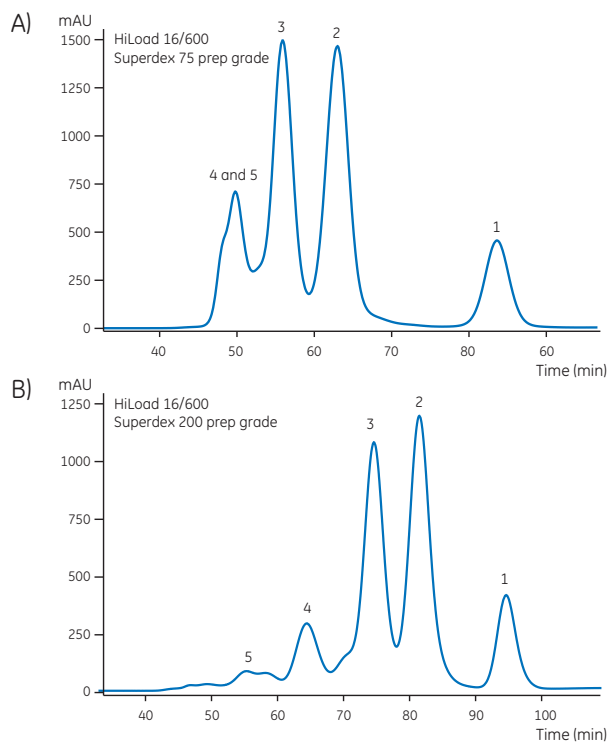 A)
mAU
HiLoad 16/600
Superdex 75 prep grade
1500
1250
1000
750
500
250
0
3
2
4 and 5
1
40 50 60 70 80 60
Time (min)
B)
mAU
HiLoad 16/600
Superdex 200 prep grade
1250
1000
750
500
250
0
2
3
1
4
5
40 50 60 70 80 90 100
Time (min)